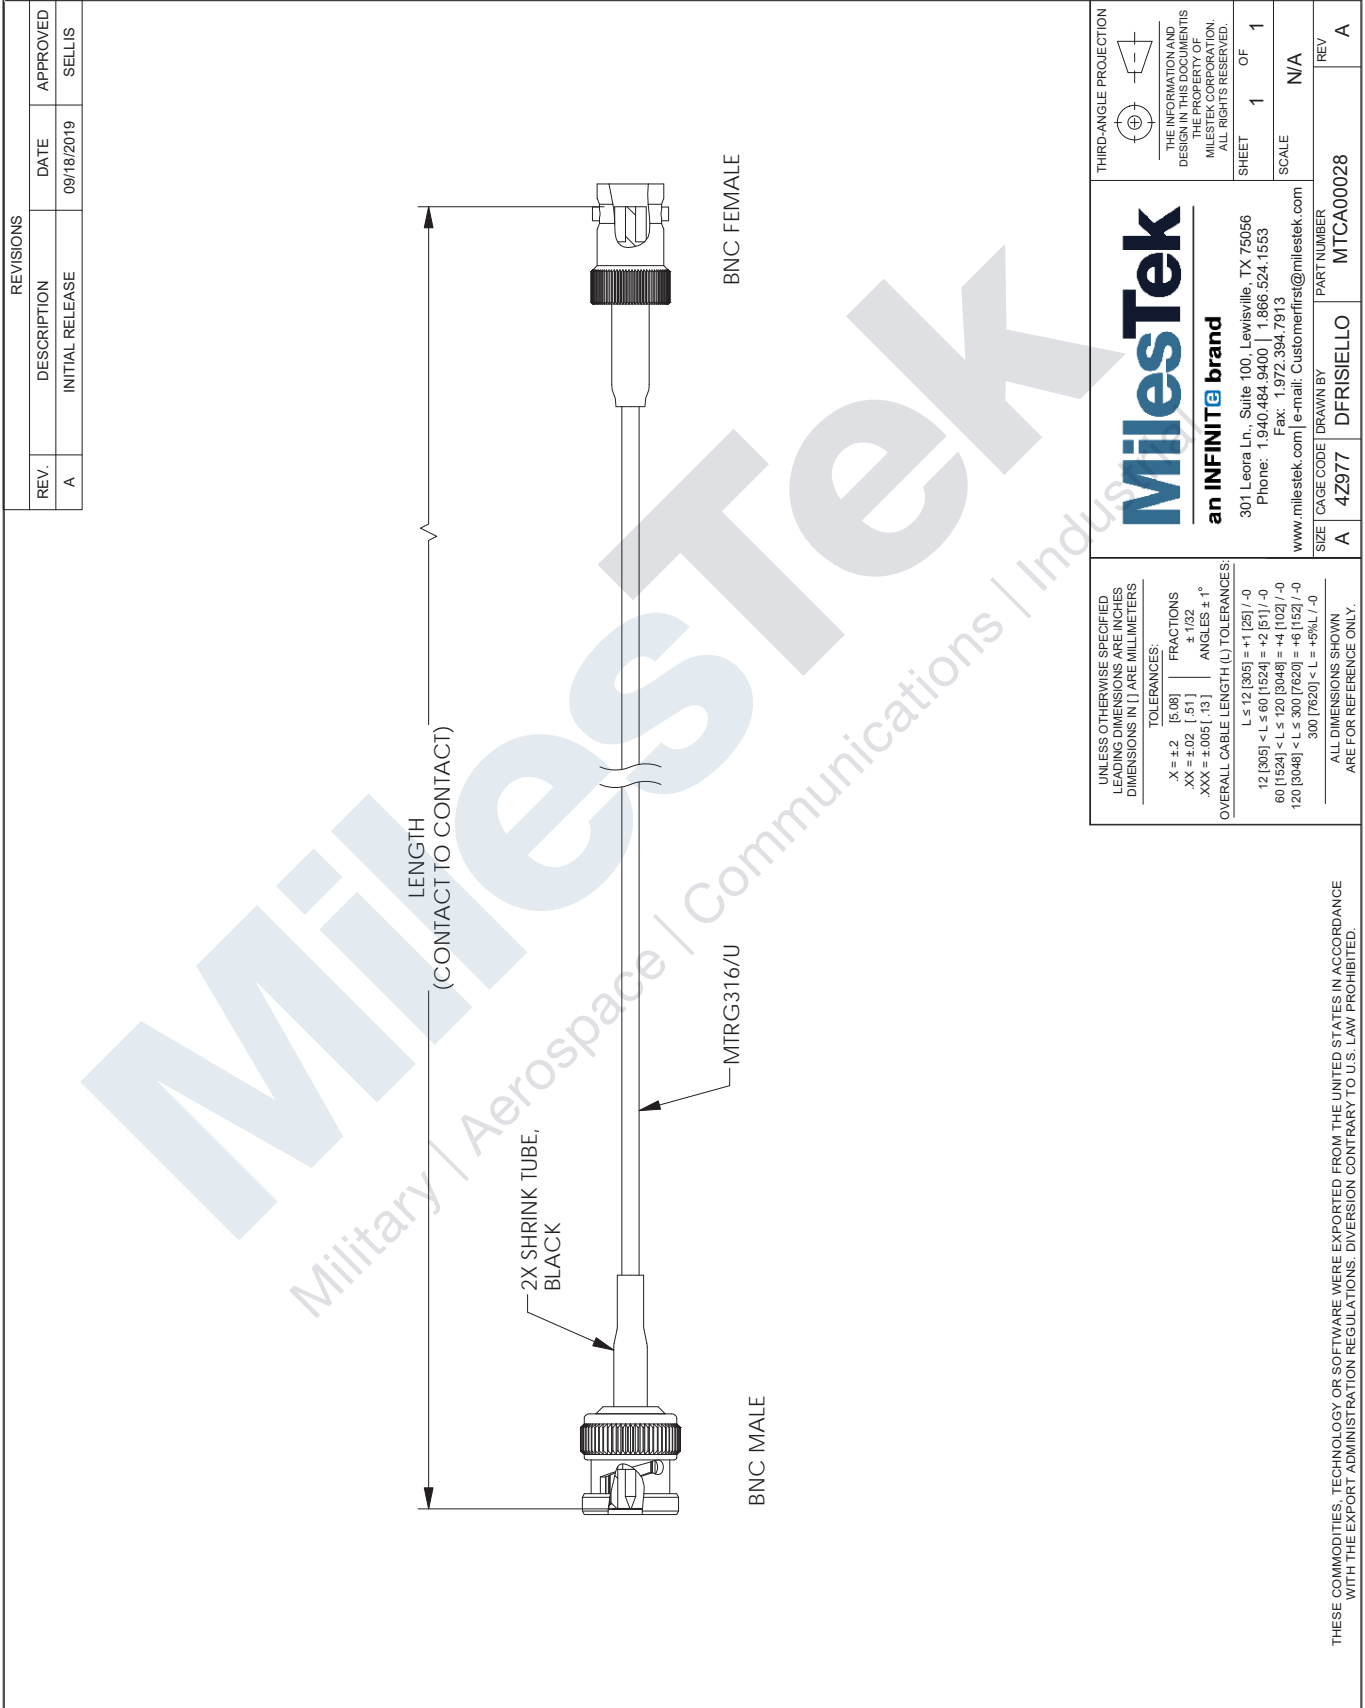 REVISIONS
REV. DESCRIPTION DATE APPROVED
A INITIAL RELEASE 09/18/2019 SELLIS
LENGTH
(CONTACT TO CONTACT)
2X SHRINK TUBE,
BLACK
MTRG316/U
BNC MALE
BNC FEMALE
MilesTek
Military | Aerospace | Communications | Industrial
UNLESS OTHERWISE SPECIFIED
LEADING DIMENSIONS ARE INCHES
DIMENSIONS IN [ ] ARE MILLIMETERS
TOLERANCES:
.X = ±.2 [5.08] FRACTIONS
.XX = ±.02 [ .51 ] ± 1/32
.XXX = ±.005 [ .13 ] ANGLES ± 1°
OVERALL CABLE LENGTH (L) TOLERANCES:
L ≤ 12 [305] = +1 [25] / -0
12 [305] < L ≤ 60 [1524] = +2 [51] / -0
60 [1524] < L ≤ 120 [3048] = +4 [102] / -0
120 [3048] < L ≤ 300 [7620] = +6 [152] / -0
300 [7620] < L = +5%L / -0
ALL DIMENSIONS SHOWN
ARE FOR REFERENCE ONLY.
MilesTek
an INFINITe brand
301 Leora Ln., Suite 100, Lewisville, TX 75056
Phone: 1.940.484.9400 | 1.866.524.1553
Fax: 1.972.394.7913
www.milestek.com | e-mail: Customerfirst@milestek.com
THIRD-ANGLE PROJECTION
THE INFORMATION AND
DESIGN IN THIS DOCUMENTIS
THE PROPERTY OF
MILESTEK CORPORATION.
ALL RIGHTS RESERVED.
SHEET 1 OF 1
SCALE N/A
SIZE A
CAGE CODE 4Z977
DRAWN BY DFRISIELLO
PART NUMBER MTCA00028
REV A
THESE COMMODITIES, TECHNOLOGY OR SOFTWARE WERE EXPORTED FROM THE UNITED STATES IN ACCORDANCE
WITH THE EXPORT ADMINISTRATION REGULATIONS. DIVERSION CONTRARY TO U.S. LAW PROHIBITED.